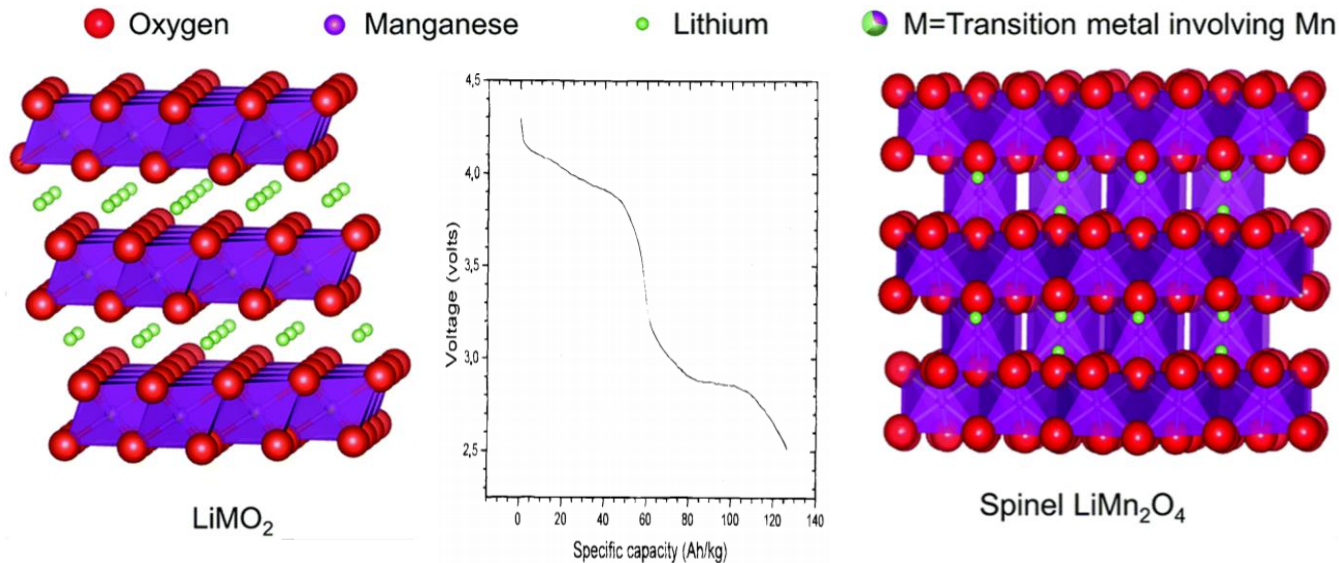 Oxygen
Manganese
Lithium
M=Transition metal involving Mn
LiMO₂
4,5
4,0
3,5
3,0
2,5
Voltage (volts)
0 20 40 60 80 100 120 140
Specific capacity (Ah/kg)
Spinel LiMn₂O₄